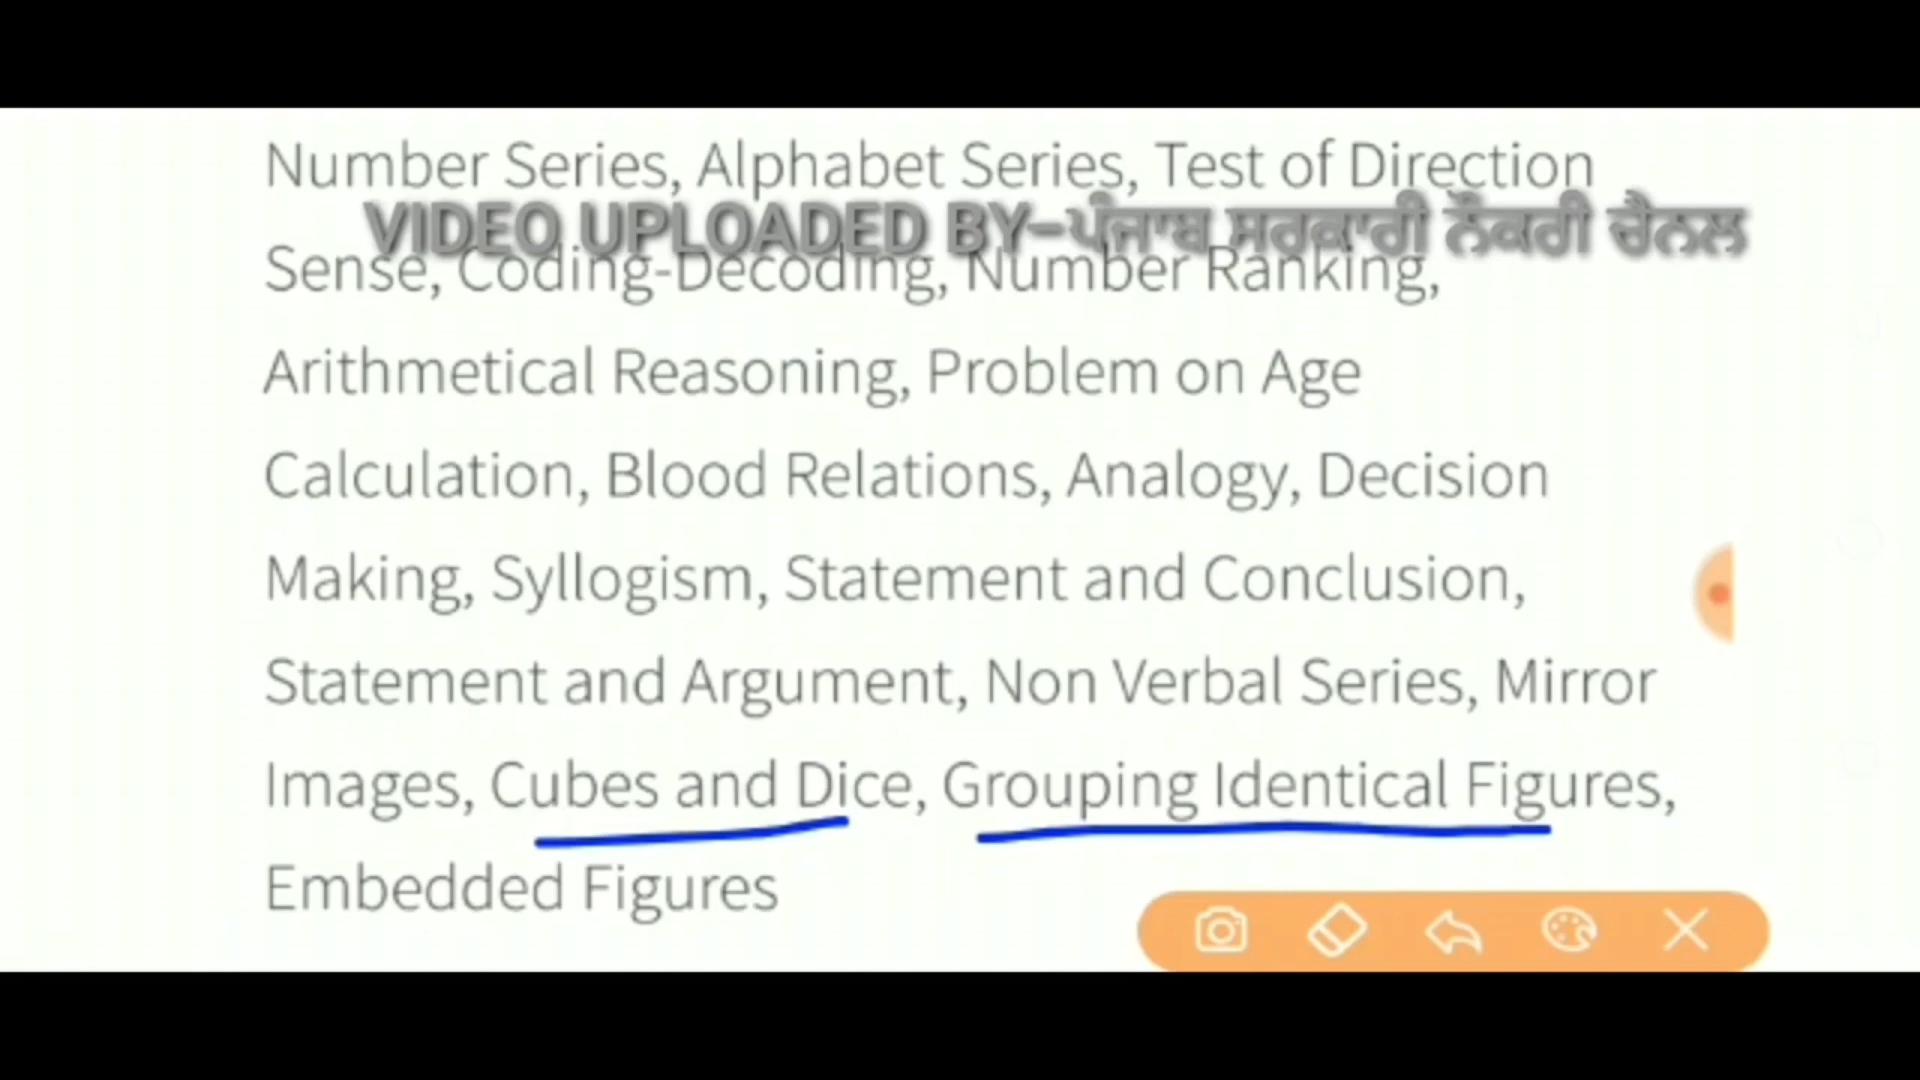 Number Series, Alphabet Series, Test of Direction
VIDEO UPLOADED BY-ਪੰਜਾਬ ਸਰਕਾਰੀ ਨੌਕਰੀ ਚੈਨਲ
Sense, Coding-Decoding, Number Ranking,
Arithmetical Reasoning, Problem on Age
Calculation, Blood Relations, Analogy, Decision
Making, Syllogism, Statement and Conclusion,
Statement and Argument, Non Verbal Series, Mirror
Images, Cubes and Dice, Grouping Identical Figures,
Embedded Figures